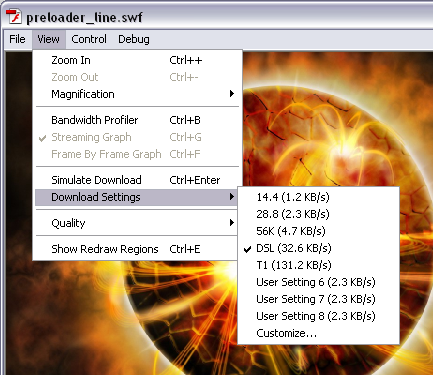 preloader_line.swf
File View Control Debug
Zoom In Ctrl++
Zoom Out Ctrl+-
Magnification
Bandwidth Profiler Ctrl+B
Streaming Graph Ctrl+G
Frame By Frame Graph Ctrl+F
Simulate Download Ctrl+Enter
Download Settings
Quality
Show Redraw Regions Ctrl+E
14.4 (1.2 KB/s)
28.8 (2.3 KB/s)
56K (4.7 KB/s)
DSL (32.6 KB/s)
T1 (131.2 KB/s)
User Setting 6 (2.3 KB/s)
User Setting 7 (2.3 KB/s)
User Setting 8 (2.3 KB/s)
Customize...